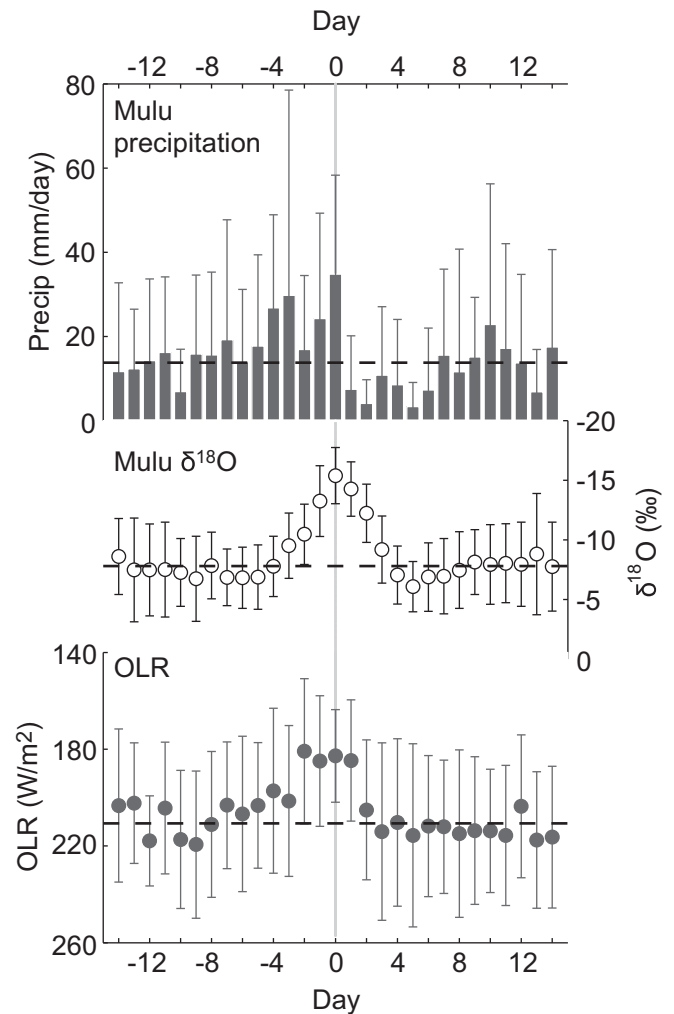 Day
-12 -8 -4 0 4 8 12
80
Mulu
precipitation
60
40
20
0
Precip (mm/day)
-20
Mulu δ¹⁸O
-15
-10
-5
0
δ¹⁸O (‰)
140
OLR
180
220
260
OLR (W/m²)
-12 -8 -4 0 4 8 12
Day